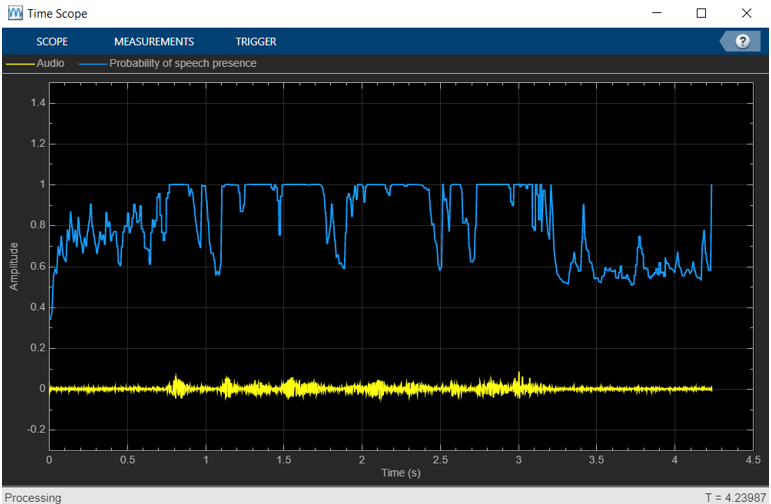 Time Scope
SCOPE MEASUREMENTS TRIGGER ?
Audio Probability of speech presence
1.4
1.2
1
0.8
0.6
0.4
0.2
0
-0.2
Amplitude
0 0.5 1 1.5 2 2.5 3 3.5 4 4.5
Time (s)
Processing T = 4.23987